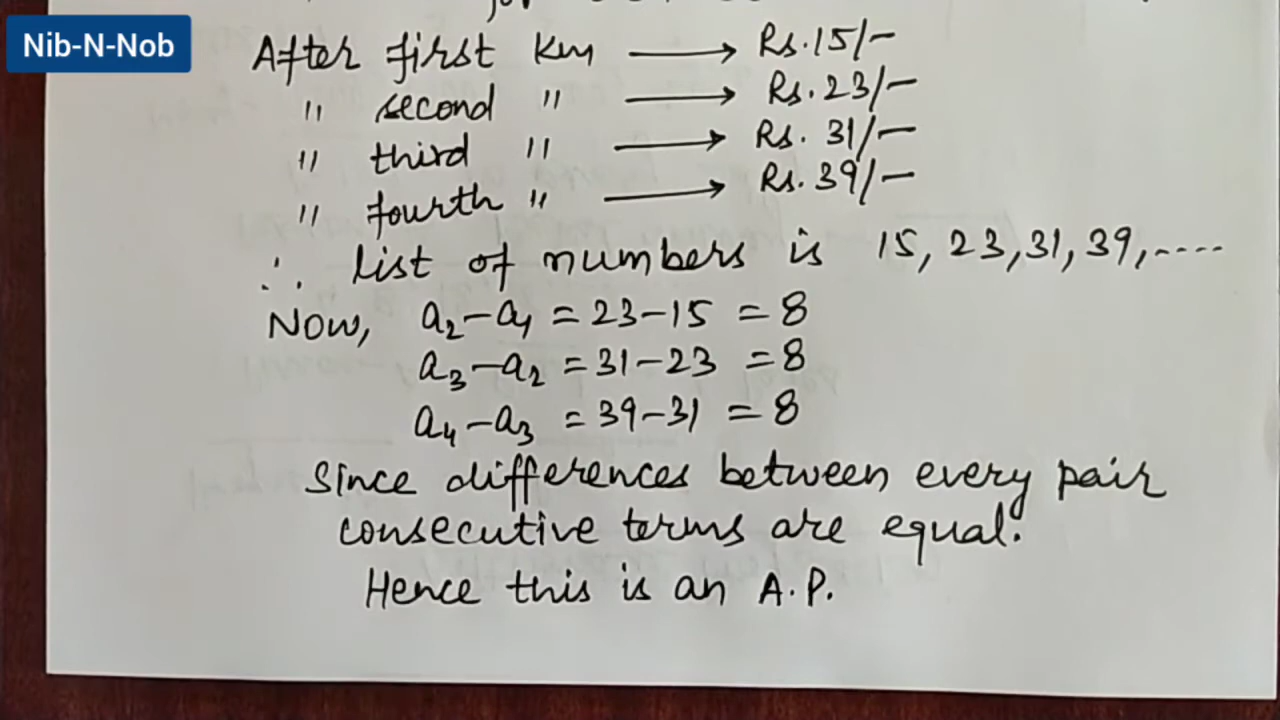 Nib-N-Nob
After first Km ⟶ Rs.15/-
" second " ⟶ Rs. 23/-
" third " ⟶ Rs. 31/-
" fourth " ⟶ Rs. 39/-
∴ list of numbers is 15, 23, 31, 39, ....
Now, a₂-a₁ = 23-15 = 8
a₃-a₂ = 31-23 = 8
a₄-a₃ = 39-31 = 8
Since differences between every pair
consecutive terms are equal.
Hence this is an A.P.